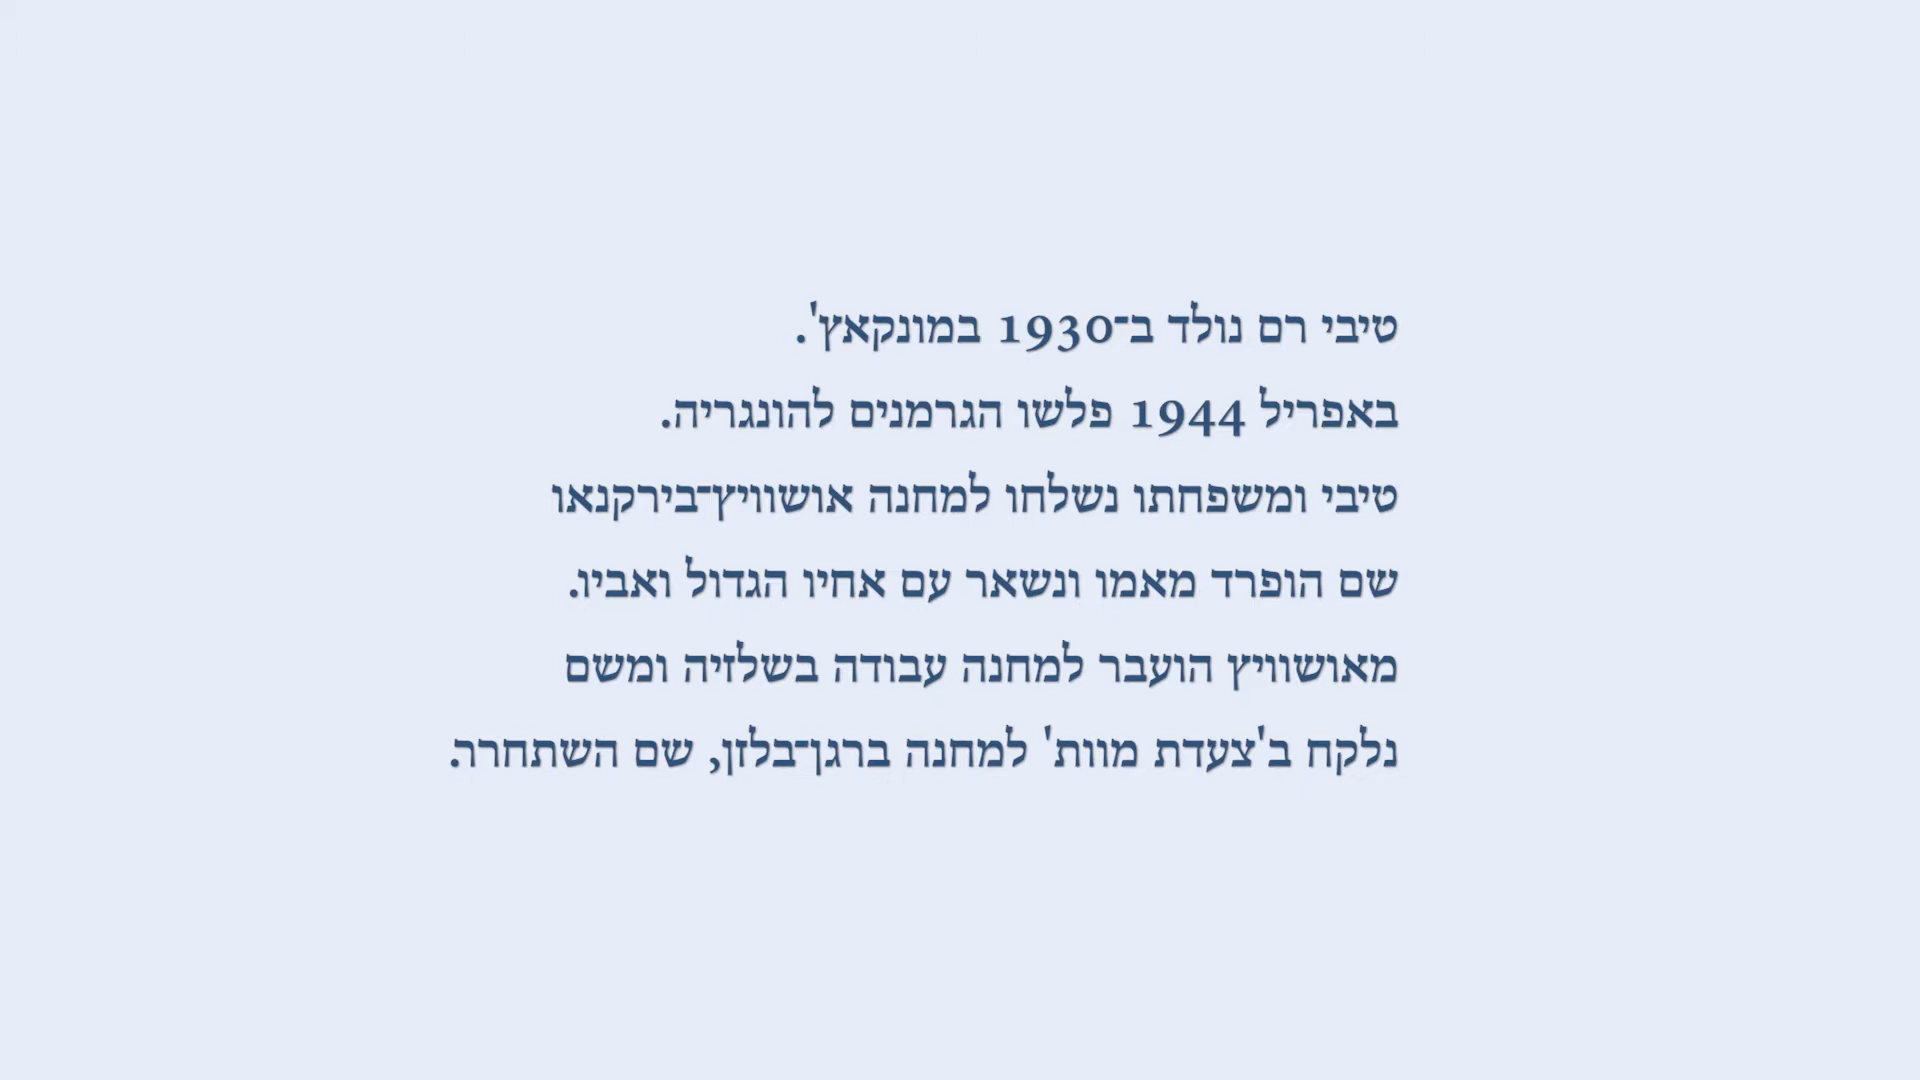 טיבי רם נולד ב־1930 במונקאץ'.
באפריל 1944 פלשו הגרמנים להונגריה.
טיבי ומשפחתו נשלחו למחנה אושוויץ־בירקנאו
שם הופרד מאמו ונשאר עם אחיו הגדול ואביו.
מאושוויץ הועבר למחנה עבודה בשלזיה ומשם
נלקח ב'צעדת מוות' למחנה ברגן־בלזן, שם השתחרר.